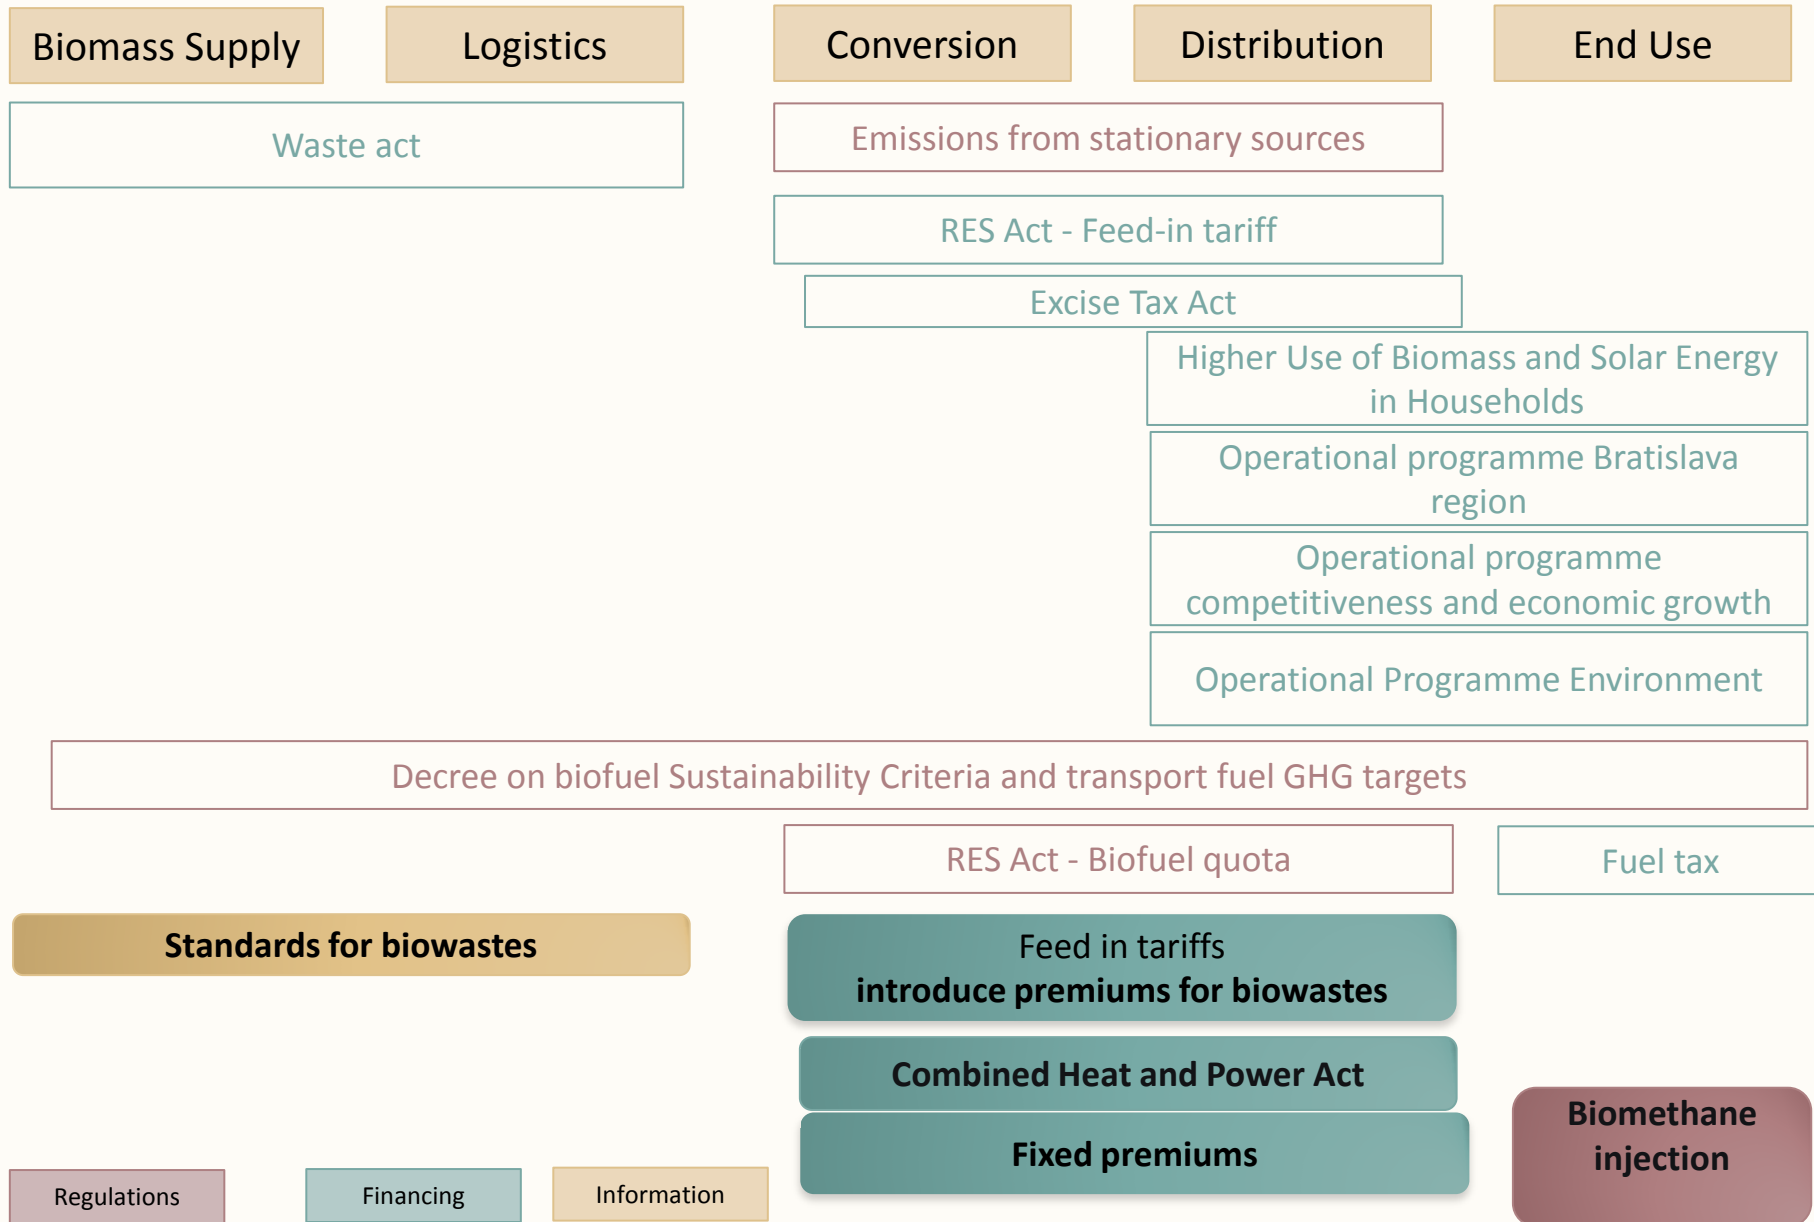 Biomass Supply
Logistics
Conversion
Distribution
End Use
Waste act
Emissions from stationary sources
RES Act - Feed-in tariff
Excise Tax Act
Higher Use of Biomass and Solar Energy
in Households
Operational programme Bratislava
region
Operational programme
competitiveness and economic growth
Operational Programme Environment
Decree on biofuel Sustainability Criteria and transport fuel GHG targets
RES Act - Biofuel quota
Fuel tax
Standards for biowastes
Feed in tariffs
introduce premiums for biowastes
Combined Heat and Power Act
Fixed premiums
Biomethane
injection
Regulations
Financing
Information